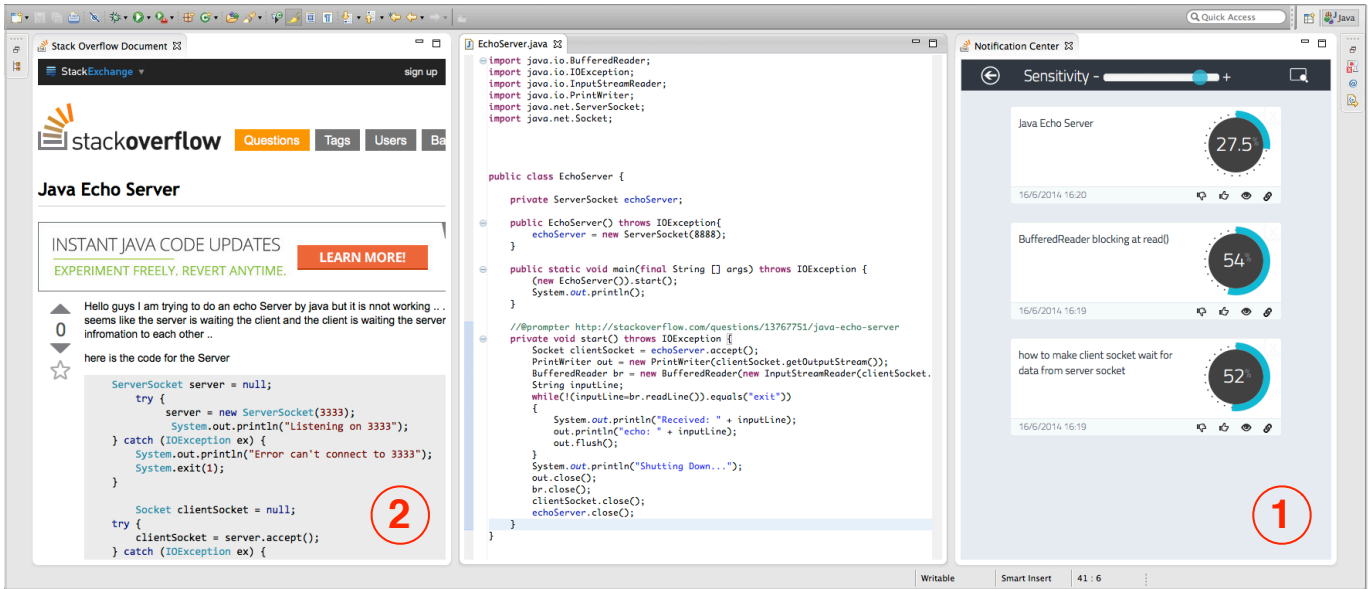 Quick Access
Java
Stack Overflow Document
StackExchange
sign up
stackoverflow
Questions
Tags
Users
Ba
Java Echo Server
INSTANT JAVA CODE UPDATES
EXPERIMENT FREELY. REVERT ANYTIME.
LEARN MORE!
0
Hello guys I am trying to do an echo Server by java but it is nnot working .. .
seems like the server is waiting the client and the client is waiting the server
infromation to each other ..
here is the code for the Server
ServerSocket server = null;
try {
server = new ServerSocket(3333);
System.out.println("Listening on 3333");
} catch (IOException ex) {
System.out.println("Error can't connect to 3333");
System.exit(1);
}
Socket clientSocket = null;
try {
clientSocket = server.accept();
} catch (IOException ex) {
2
EchoServer.java
import java.io.BufferedReader;
import java.io.IOException;
import java.io.InputStreamReader;
import java.io.PrintWriter;
import java.net.ServerSocket;
import java.net.Socket;
public class EchoServer {
private ServerSocket echoServer;
public EchoServer() throws IOException{
echoServer = new ServerSocket(8888);
}
public static void main(final String [] args) throws IOException {
(new EchoServer()).start();
System.out.println();
}
//@prompter http://stackoverflow.com/questions/13767751/java-echo-server
private void start() throws IOException {
Socket clientSocket = echoServer.accept();
PrintWriter out = new PrintWriter(clientSocket.getOutputStream());
BufferedReader br = new BufferedReader(new InputStreamReader(clientSocket.
String inputLine;
while(!(inputLine=br.readLine()).equals("exit"))
{
System.out.println("Received: " + inputLine);
out.println("echo: " + inputLine);
out.flush();
}
System.out.println("Shutting Down...");
out.close();
br.close();
clientSocket.close();
echoServer.close();
}
}
Notification Center
Sensitivity - +
Java Echo Server
27.5%
16/6/2014 16:20
BufferedReader blocking at read()
54%
16/6/2014 16:19
how to make client socket wait for
data from server socket
52%
16/6/2014 16:19
1
Writable
Smart Insert
41 : 6